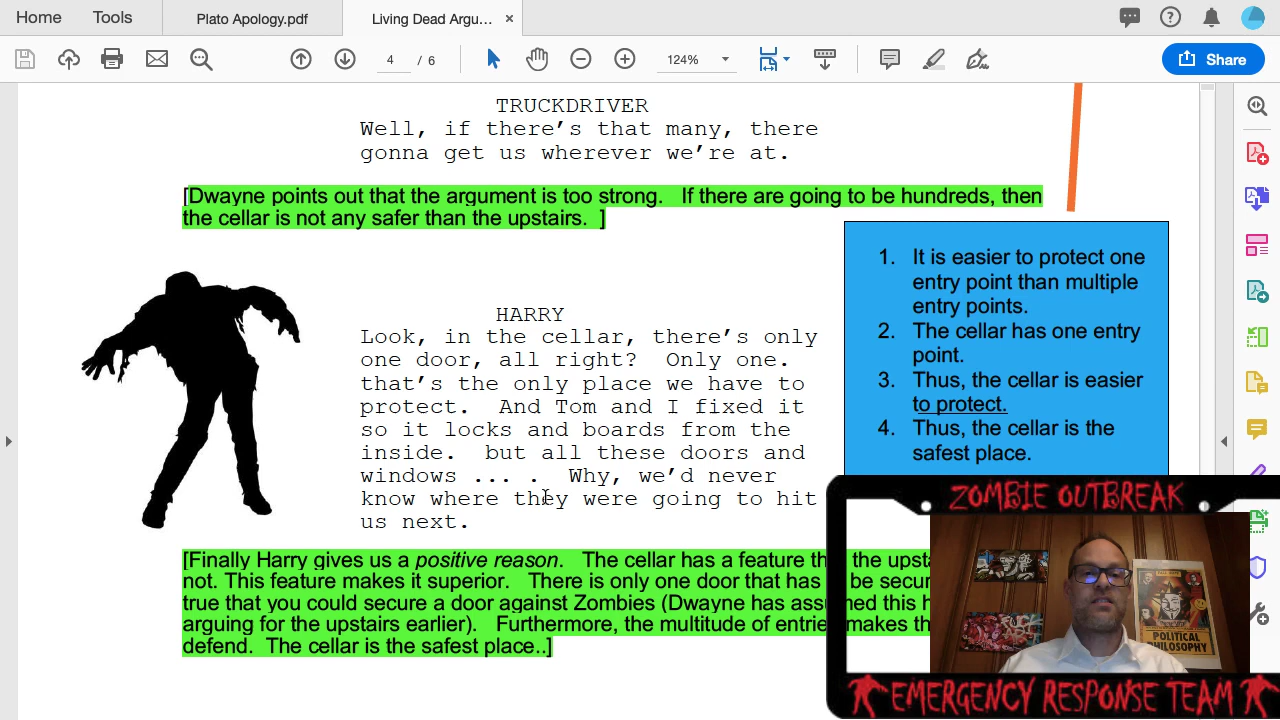 Home
Tools
Plato Apology.pdf
Living Dead Argu...
×
4 / 6
124%
Share
TRUCKDRIVER
Well, if there's that many, there
gonna get us wherever we're at.
[Dwayne points out that the argument is too strong. If there are going to be hundreds, then
the cellar is not any safer than the upstairs. ]
HARRY
Look, in the cellar, there's only
one door, all right? Only one.
that's the only place we have to
protect. And Tom and I fixed it
so it locks and boards from the
inside. but all these doors and
windows ... . Why, we'd never
know where they were going to hit
us next.
1. It is easier to protect one
entry point than multiple
entry points.
2. The cellar has one entry
point.
3. Thus, the cellar is easier
to protect.
4. Thus, the cellar is the
safest place.
[Finally Harry gives us a positive reason. The cellar has a feature the upsta
not. This feature makes it superior. There is only one door that has be secur
true that you could secure a door against Zombies (Dwayne has assumed this h
arguing for the upstairs earlier). Furthermore, the multitude of entries makes th
defend. The cellar is the safest place..]
ZOMBIE OUTBREAK
POLITICAL
PHILOSOPHY
EMERGENCY RESPONSE TEAM